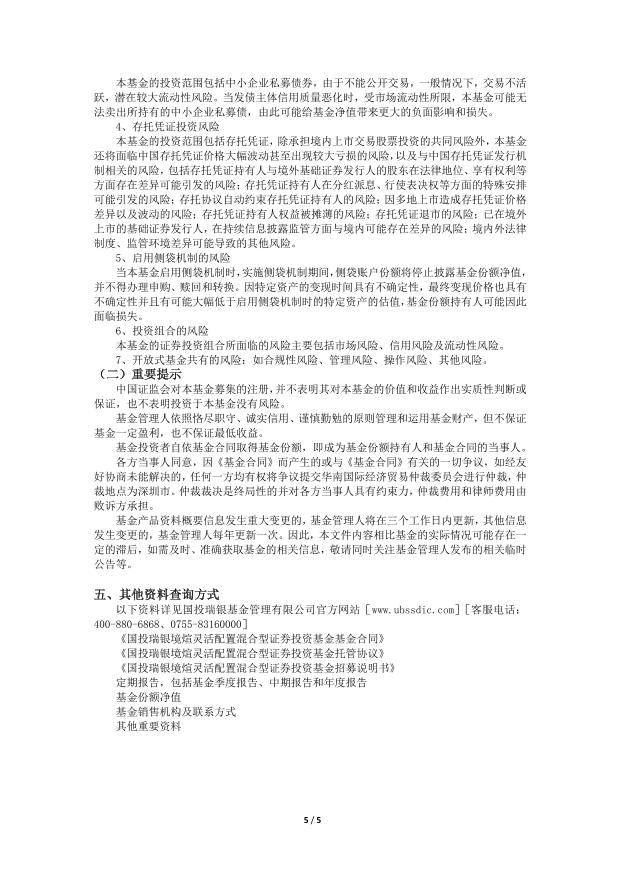 本基金的投资范围包括中小企业私募债券，由于不能公开交易，一般情况下，交易不活
跃，潜在较大流动性风险。当发债主体信用质量恶化时，受市场流动性所限，本基金可能无
法卖出所持有的中小企业私募债，由此可能给基金净值带来更大的负面影响和损失。
4、存托凭证投资风险
本基金的投资范围包括存托凭证，除承担境内上市交易股票投资的共同风险外，本基金
还将面临中国存托凭证价格大幅波动甚至出现较大亏损的风险，以及与中国存托凭证发行机
制相关的风险，包括存托凭证持有人与境外基础证券发行人的股东在法律地位、享有权利等
方面存在差异可能引发的风险；存托凭证持有人在分红派息、行使表决权等方面的特殊安排
可能引发的风险；存托协议自动约束存托凭证持有人的风险；因多地上市造成存托凭证价格
差异以及波动的风险；存托凭证持有人权益被摊薄的风险；存托凭证退市的风险；已在境外
上市的基础证券发行人，在持续信息披露监管方面与境内可能存在差异的风险；境内外法律
制度、监管环境差异可能导致的其他风险。
5、启用侧袋机制的风险
当本基金启用侧袋机制时，实施侧袋机制期间，侧袋账户份额将停止披露基金份额净值，
并不得办理申购、赎回和转换。因特定资产的变现时间具有不确定性，最终变现价格也具有
不确定性并且有可能大幅低于启用侧袋机制时的特定资产的估值，基金份额持有人可能因此
面临损失。
6、投资组合的风险
本基金的证券投资组合所面临的风险主要包括市场风险、信用风险及流动性风险。
7、开放式基金共有的风险：如合规性风险、管理风险、操作风险、其他风险。
（二）重要提示
中国证监会对本基金募集的注册，并不表明其对本基金的价值和收益作出实质性判断或
保证，也不表明投资于本基金没有风险。
基金管理人依照恪尽职守、诚实信用、谨慎勤勉的原则管理和运用基金财产，但不保证
基金一定盈利，也不保证最低收益。
基金投资者自依基金合同取得基金份额，即成为基金份额持有人和基金合同的当事人。
各方当事人同意，因《基金合同》而产生的或与《基金合同》有关的一切争议，如经友
好协商未能解决的，任何一方均有权将争议提交华南国际经济贸易仲裁委员会进行仲裁，仲
裁地点为深圳市。仲裁裁决是终局性的并对各方当事人具有约束力，仲裁费用和律师费用由
败诉方承担。
基金产品资料概要信息发生重大变更的，基金管理人将在三个工作日内更新，其他信息
发生变更的，基金管理人每年更新一次。因此，本文件内容相比基金的实际情况可能存在一
定的滞后，如需及时、准确获取基金的相关信息，敬请同时关注基金管理人发布的相关临时
公告等。
五、其他资料查询方式
以下资料详见国投瑞银基金管理有限公司官方网站［www.ubssdic.com］［客服电话：
400-880-6868、0755-83160000］
《国投瑞银境煊灵活配置混合型证券投资基金基金合同》
《国投瑞银境煊灵活配置混合型证券投资基金托管协议》
《国投瑞银境煊灵活配置混合型证券投资基金招募说明书》
定期报告，包括基金季度报告、中期报告和年度报告
基金份额净值
基金销售机构及联系方式
其他重要资料
5 / 5